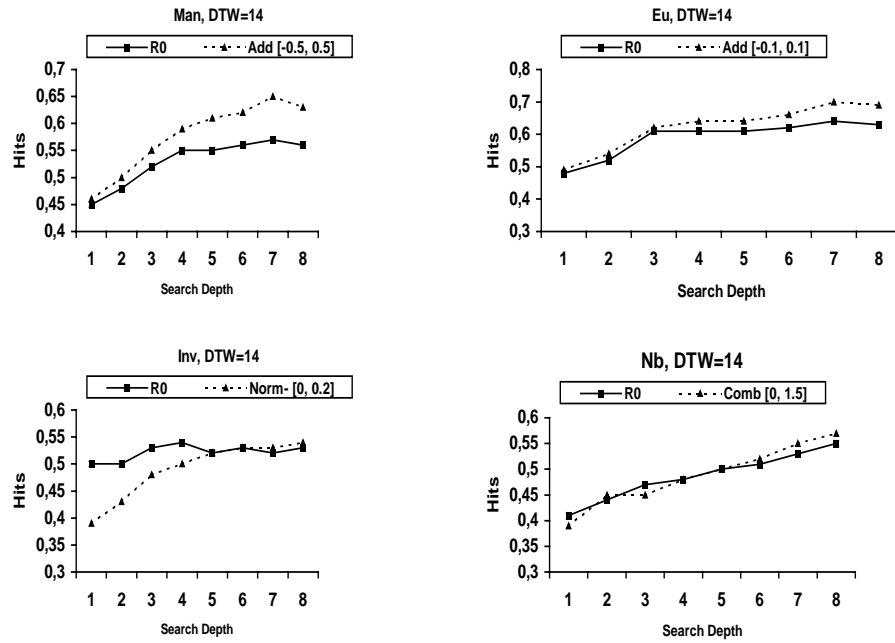 Man, DTW=14
R0 Add [-0.5, 0.5]
0,7
0,65
0,6
0,55
0,5
0,45
0,4
Hits
1 2 3 4 5 6 7 8
Search Depth
Eu, DTW=14
R0 Add [-0.1, 0.1]
0,8
0,7
0,6
0,5
0,4
0,3
Hits
1 2 3 4 5 6 7 8
Search Depth
Inv, DTW=14
R0 Norm- [0, 0.2]
0,6
0,55
0,5
0,45
0,4
0,35
0,3
Hits
1 2 3 4 5 6 7 8
Search Depth
Nb, DTW=14
R0 Comb [0, 1.5]
0,6
0,55
0,5
0,45
0,4
0,35
0,3
Hits
1 2 3 4 5 6 7 8
Search Depth